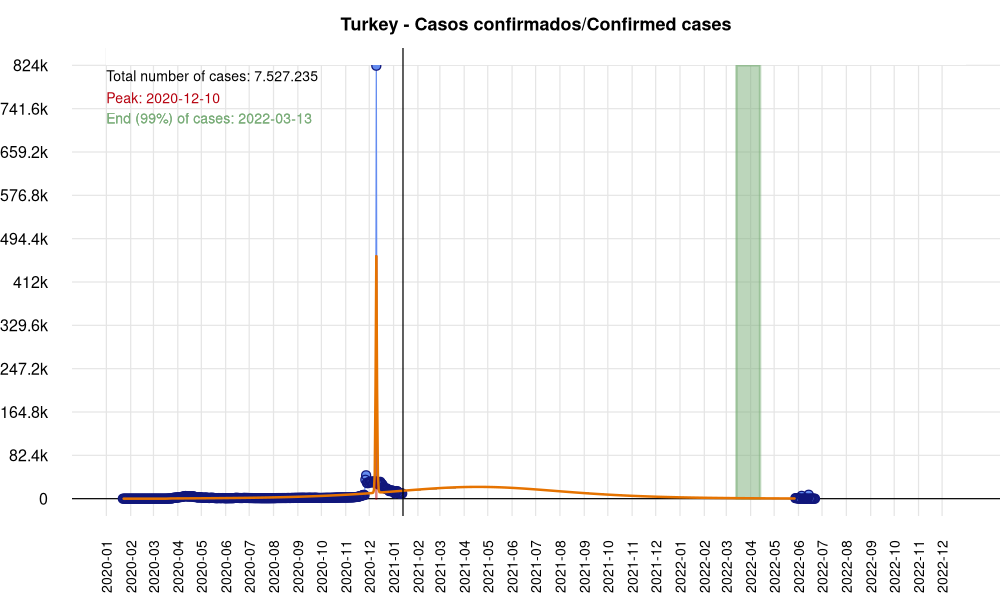 Turkey - Casos confirmados/Confirmed cases
824k
Total number of cases: 7.527.235
Peak: 2020-12-10
741.6k
End (99%) of cases: 2022-03-13
659.2k
576.8k
494.4k
412k
329.6k
247.2k
164.8k
82.4k
0
2020-01
2020-02
2020-03
2020-04
2020-05
2020-06
2020-07
2020-08
2020-09
2020-10
2020-11
2020-12
2021-01
2021-03
2021-04
2021-05
2021-06
2021-07
2021-08
2021-09
2021-10
2021-11
2021-12
2022-01
2022-02
2022-03
2022-04
2022-05
2022-06
2022-07
2022-08
2022-09
2022-10
2022-11
2022-12